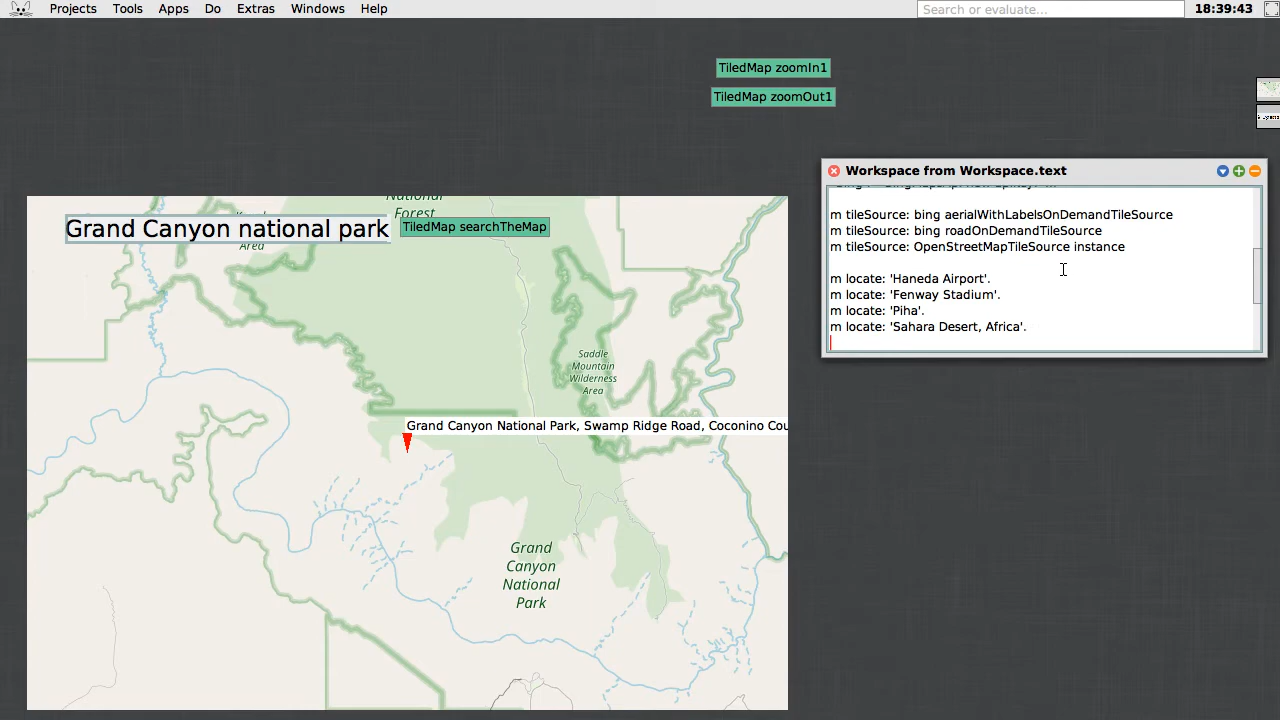 Projects Tools Apps Do Extras Windows Help Search or evaluate... 18:39:43
TiledMap zoomIn1
TiledMap zoomOut1
Workspace from Workspace.text
m tileSource: bing aerialWithLabelsOnDemandTileSource
m tileSource: bing roadOnDemandTileSource
m tileSource: OpenStreetMapTileSource instance
m locate: 'Haneda Airport'.
m locate: 'Fenway Stadium'.
m locate: 'Piha'.
m locate: 'Sahara Desert, Africa'.
National
Forest
Grand Canyon national park
TiledMap searchTheMap
Area
Saddle
Mountain
Wilderness
Area
Grand Canyon National Park, Swamp Ridge Road, Coconino Cou
Grand
Canyon
National
Park